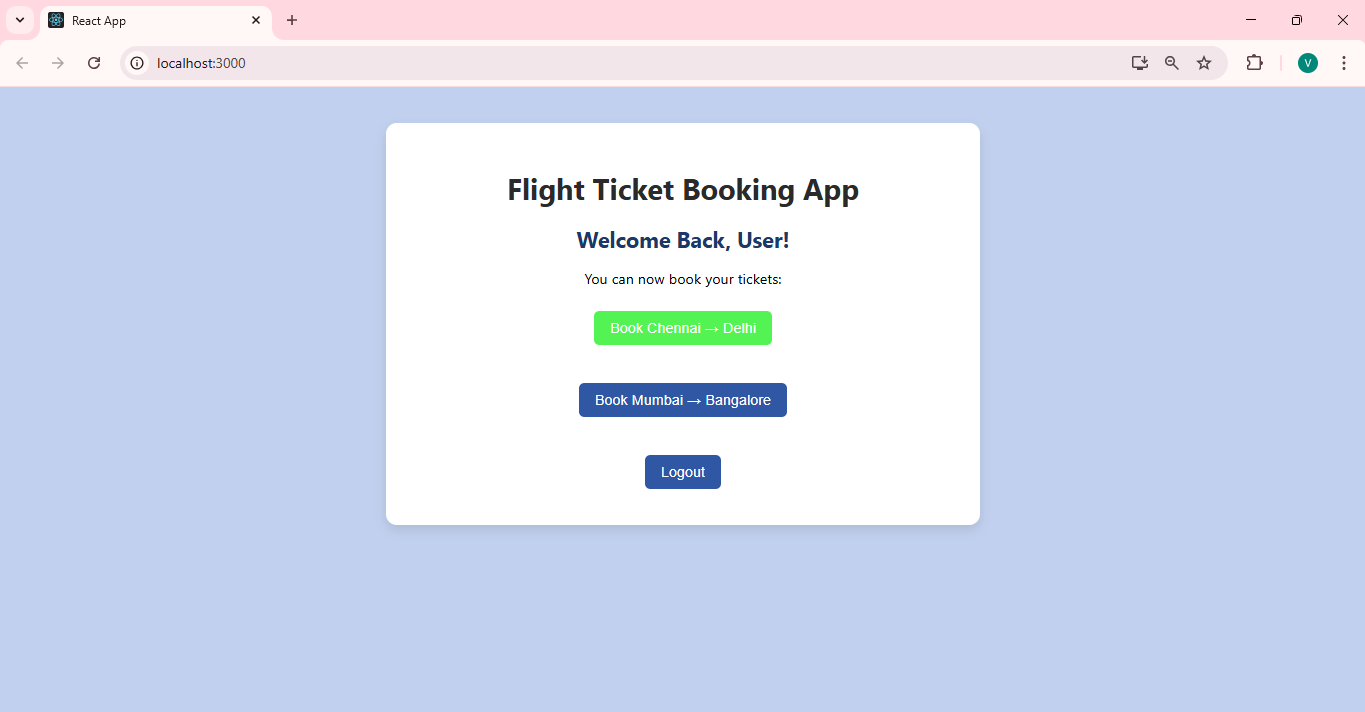 React App
localhost:3000
V
Flight Ticket Booking App
Welcome Back, User!
You can now book your tickets:
Book Chennai → Delhi
Book Mumbai → Bangalore
Logout